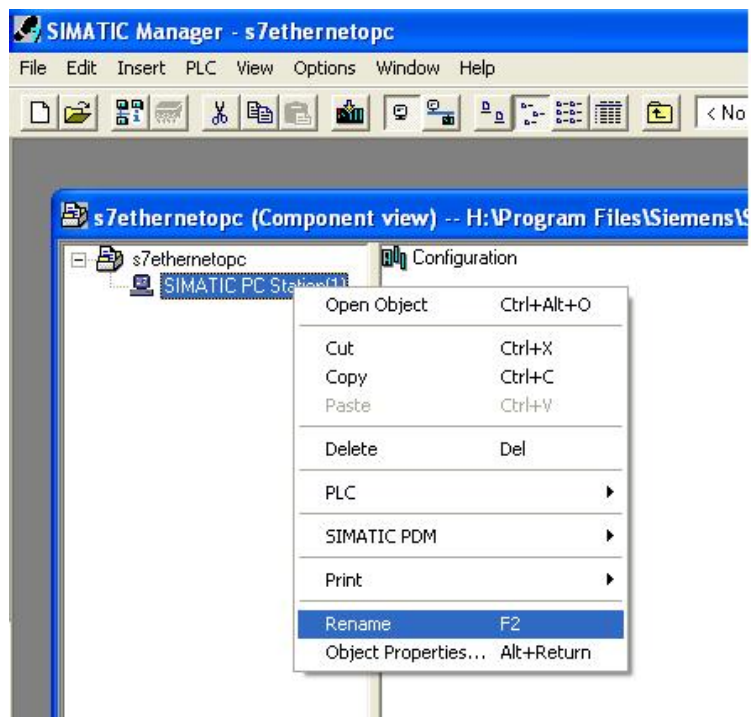 SIMATIC Manager - s7ethernetopc
File Edit Insert PLC View Options Window Help
< No
s7ethernetopc (Component view) -- H:\Program Files\Siemens\S
s7ethernetopc
Configuration
SIMATIC PC Station(1)
Open Object Ctrl+Alt+O
Cut Ctrl+X
Copy Ctrl+C
Paste Ctrl+V
Delete Del
PLC
SIMATIC PDM
Print
Rename F2
Object Properties... Alt+Return